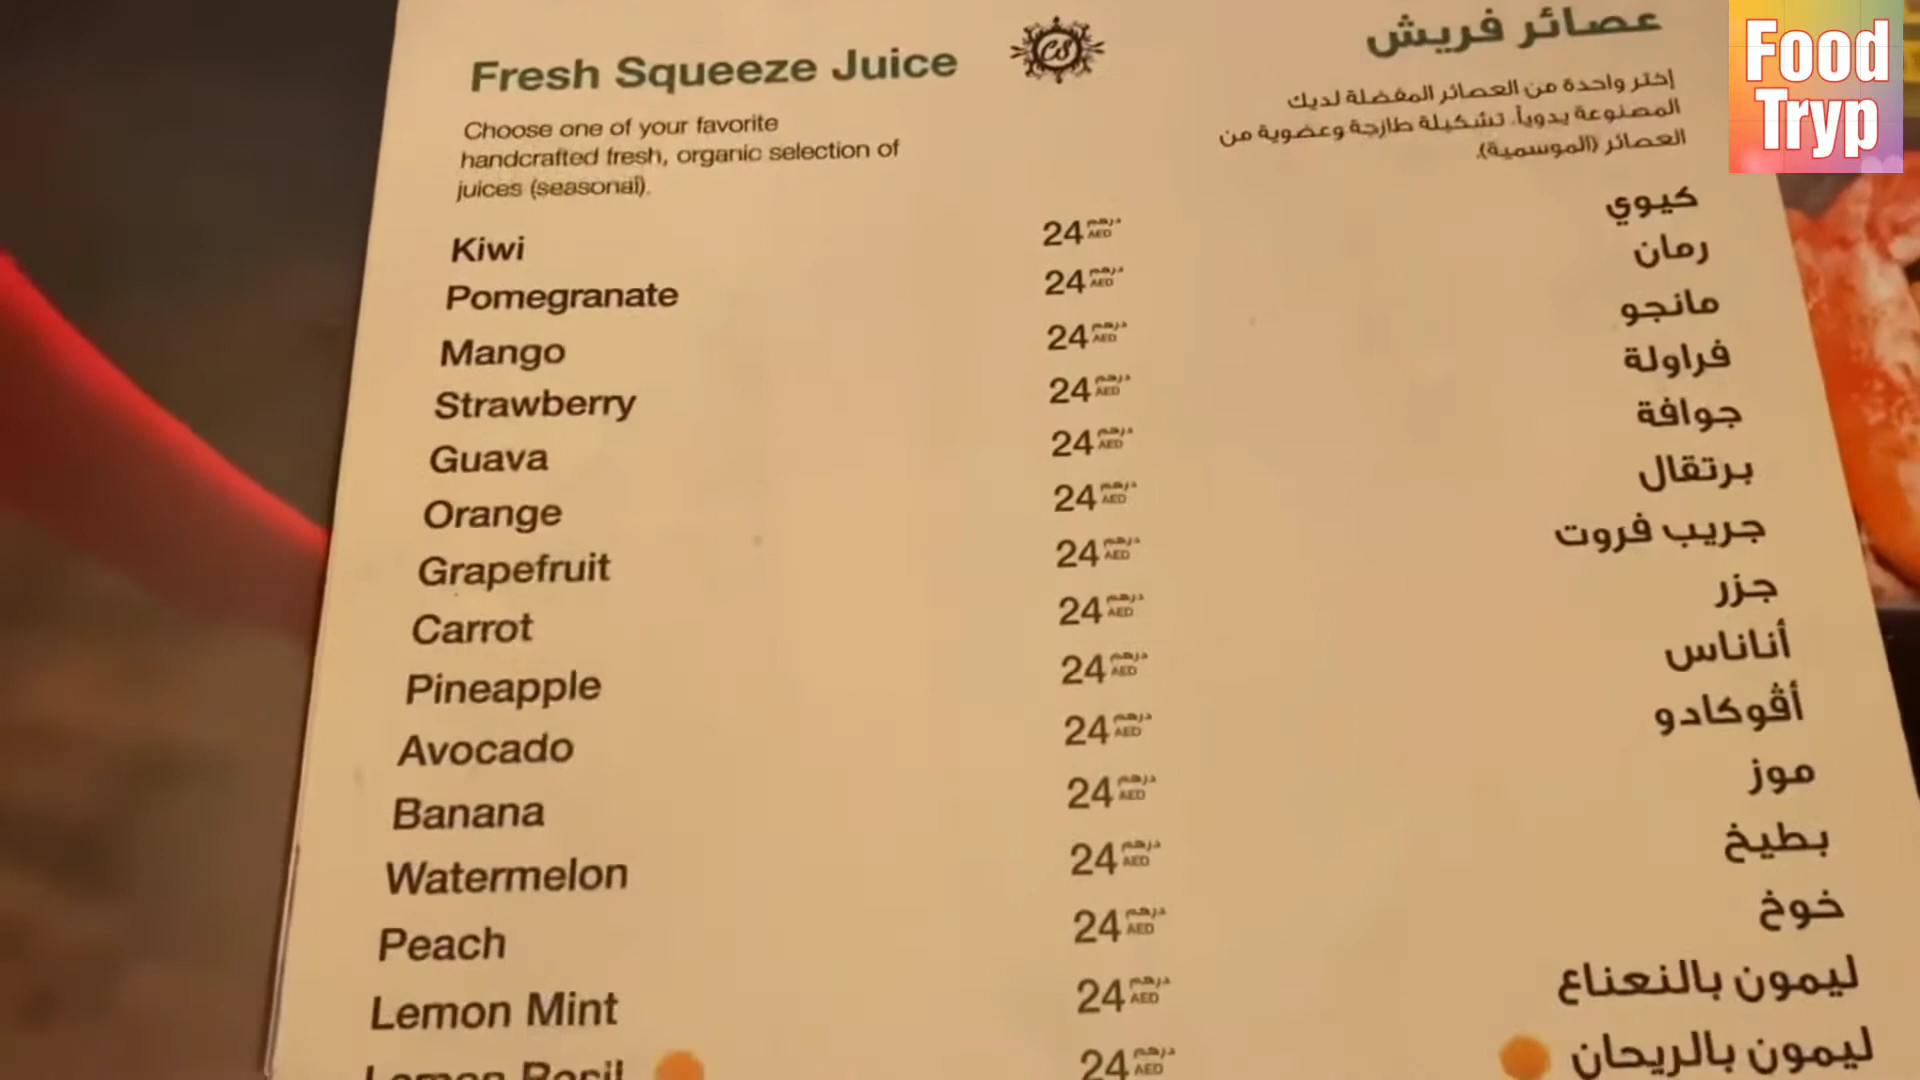 Fresh Squeeze Juice
Choose one of your favorite
handcrafted fresh, organic selection of
juices (seasonal).
CS
عصائر فريش
إختر واحدة من العصائر المفضلة لديك
المصنوعة يدوياً. تشكيلة طازجة وعضوية من
العصائر (الموسمية).
Food
Tryp
Kiwi 24 درهم AED كيوي
Pomegranate 24 درهم AED رمان
Mango 24 درهم AED مانجو
Strawberry 24 درهم AED فراولة
Guava 24 درهم AED جوافة
Orange 24 درهم AED برتقال
Grapefruit 24 درهم AED جريب فروت
Carrot 24 درهم AED جزر
Pineapple 24 درهم AED أناناس
Avocado 24 درهم AED أڤوكادو
Banana 24 درهم AED موز
Watermelon 24 درهم AED بطيخ
Peach 24 درهم AED خوخ
Lemon Mint 24 درهم AED ليمون بالنعناع
Lemon Basil 24 درهم AED ليمون بالريحان